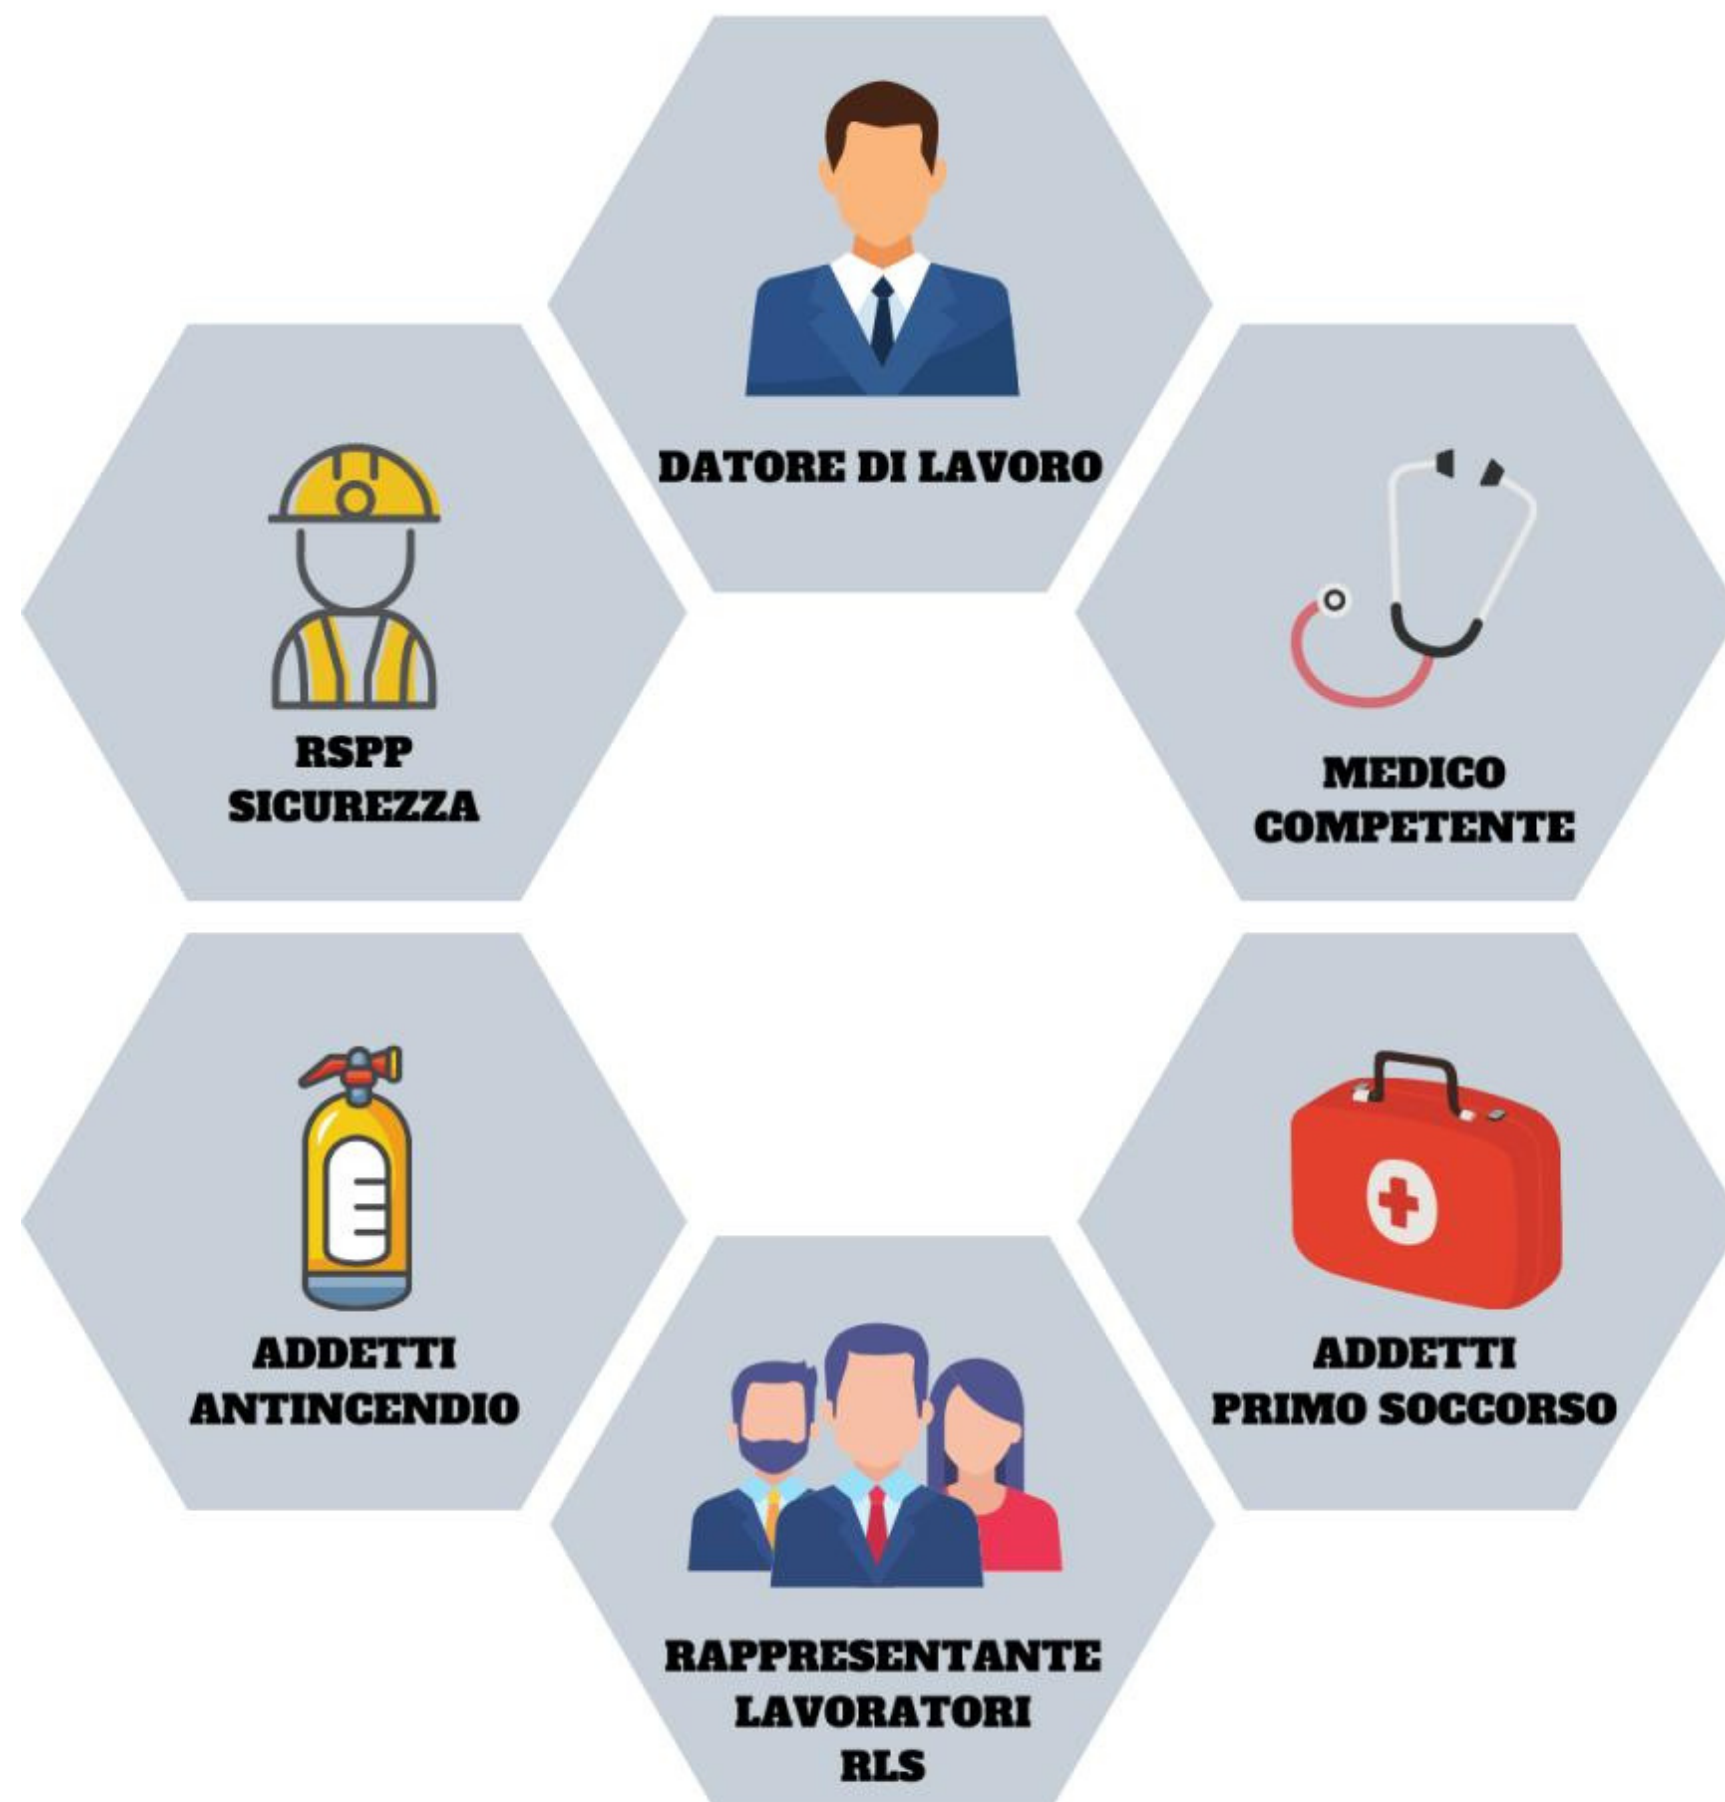 DATORE DI LAVORO
RSPP
SICUREZZA
MEDICO
COMPETENTE
ADDETTI
ANTINCENDIO
ADDETTI
PRIMO SOCCORSO
RAPPRESENTANTE
LAVORATORI
RLS